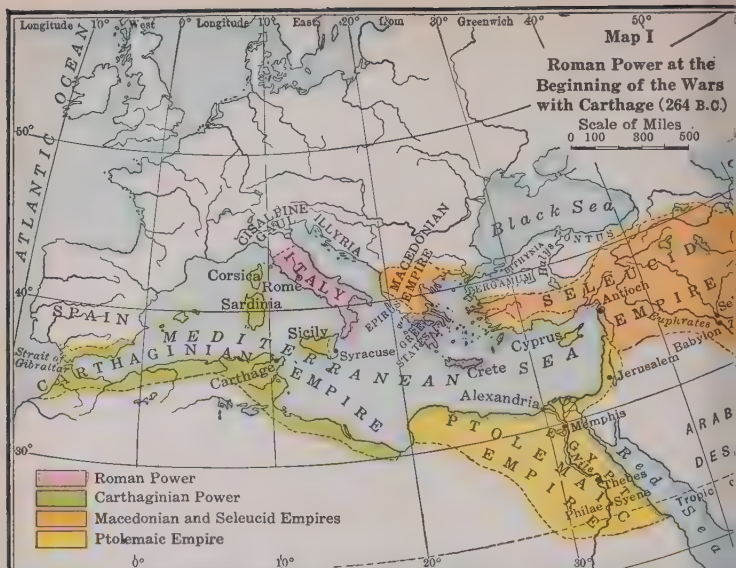 Longitude 10° West 0° Longitude 10° East 20° from Greenwich 40° 50°
Map I
Roman Power at the
Beginning of the Wars
with Carthage (264 B.C.)
Scale of Miles
0 100 300 500
ATLANTIC OCEAN
50°
40°
30°
Black Sea
CISALPINE
GAUL
ILLYRIA
MACEDONIAN
EMPIRE
BITHYNIA
PONTUS
Halys
PERGAMUM
ITALY
Corsica
Rome
Sardinia
SPAIN
EPIRUS
GREEK
STATES
SELEUCID
EMPIRE
Antioch
Euphrates
Babylon
Sicily
Syracuse
MEDITERRANEAN SEA
Strait of
Gibraltar
CARTHAGINIAN
EMPIRE
Carthage
Cyprus
Crete
Jerusalem
Alexandria
Memphis
PTOLEMAIC
EMPIRE
EGYPT
Nile
Thebes
Philae
Syene
Red Sea
ARAB
DES
Tropic
Roman Power
Carthaginian Power
Macedonian and Seleucid Empires
Ptolemaic Empire
0° 10° 20° 30°